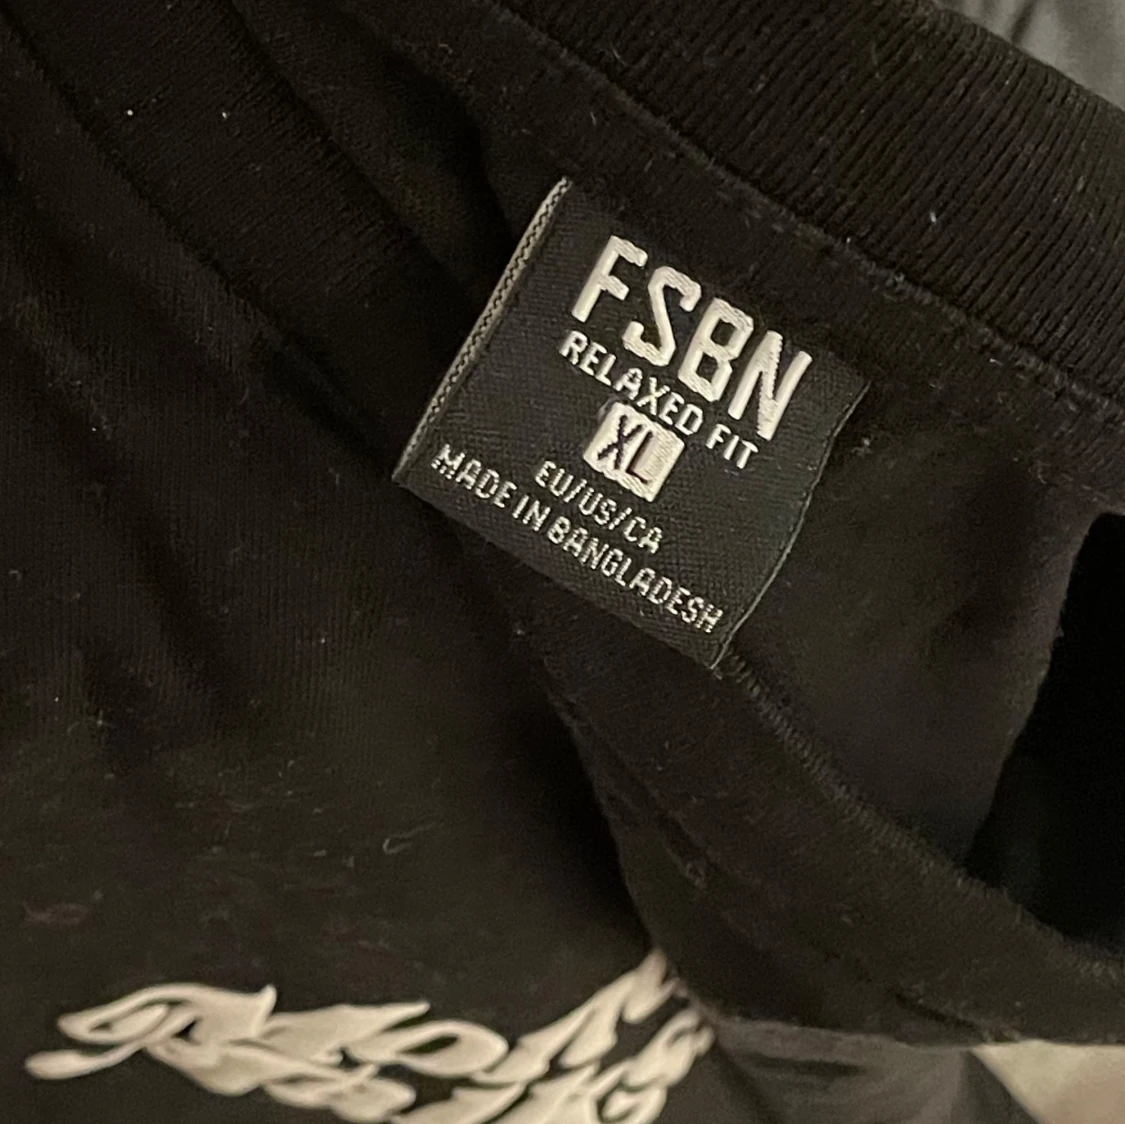 FSBN
RELAXED FIT
XL
EU/US/CA
MADE IN BANGLADESH